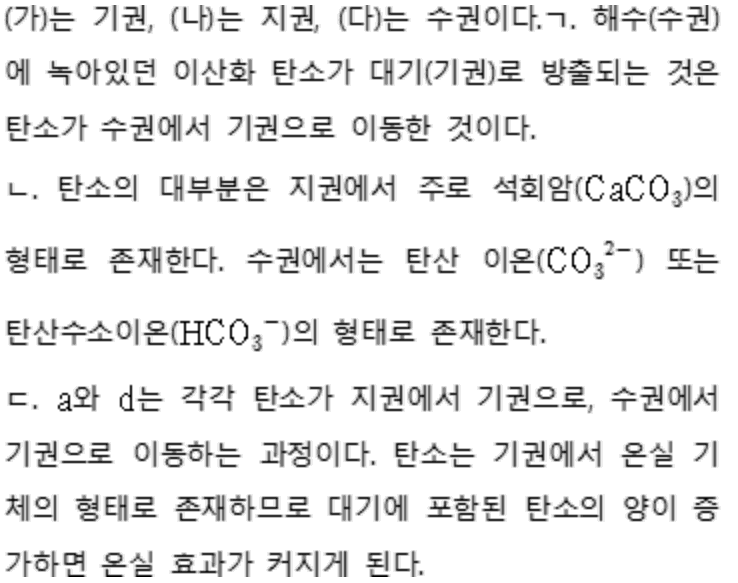 (가)는 기권, (나)는 지권, (다)는 수권이다.ㄱ. 해수(수권)
에 녹아있던 이산화 탄소가 대기(기권)로 방출되는 것은
탄소가 수권에서 기권으로 이동한 것이다.
ㄴ. 탄소의 대부분은 지권에서 주로 석회암(CaCO₃)의
형태로 존재한다. 수권에서는 탄산 이온(CO₃²⁻) 또는
탄산수소이온(HCO₃⁻)의 형태로 존재한다.
ㄷ. a와 d는 각각 탄소가 지권에서 기권으로, 수권에서
기권으로 이동하는 과정이다. 탄소는 기권에서 온실 기
체의 형태로 존재하므로 대기에 포함된 탄소의 양이 증
가하면 온실 효과가 커지게 된다.